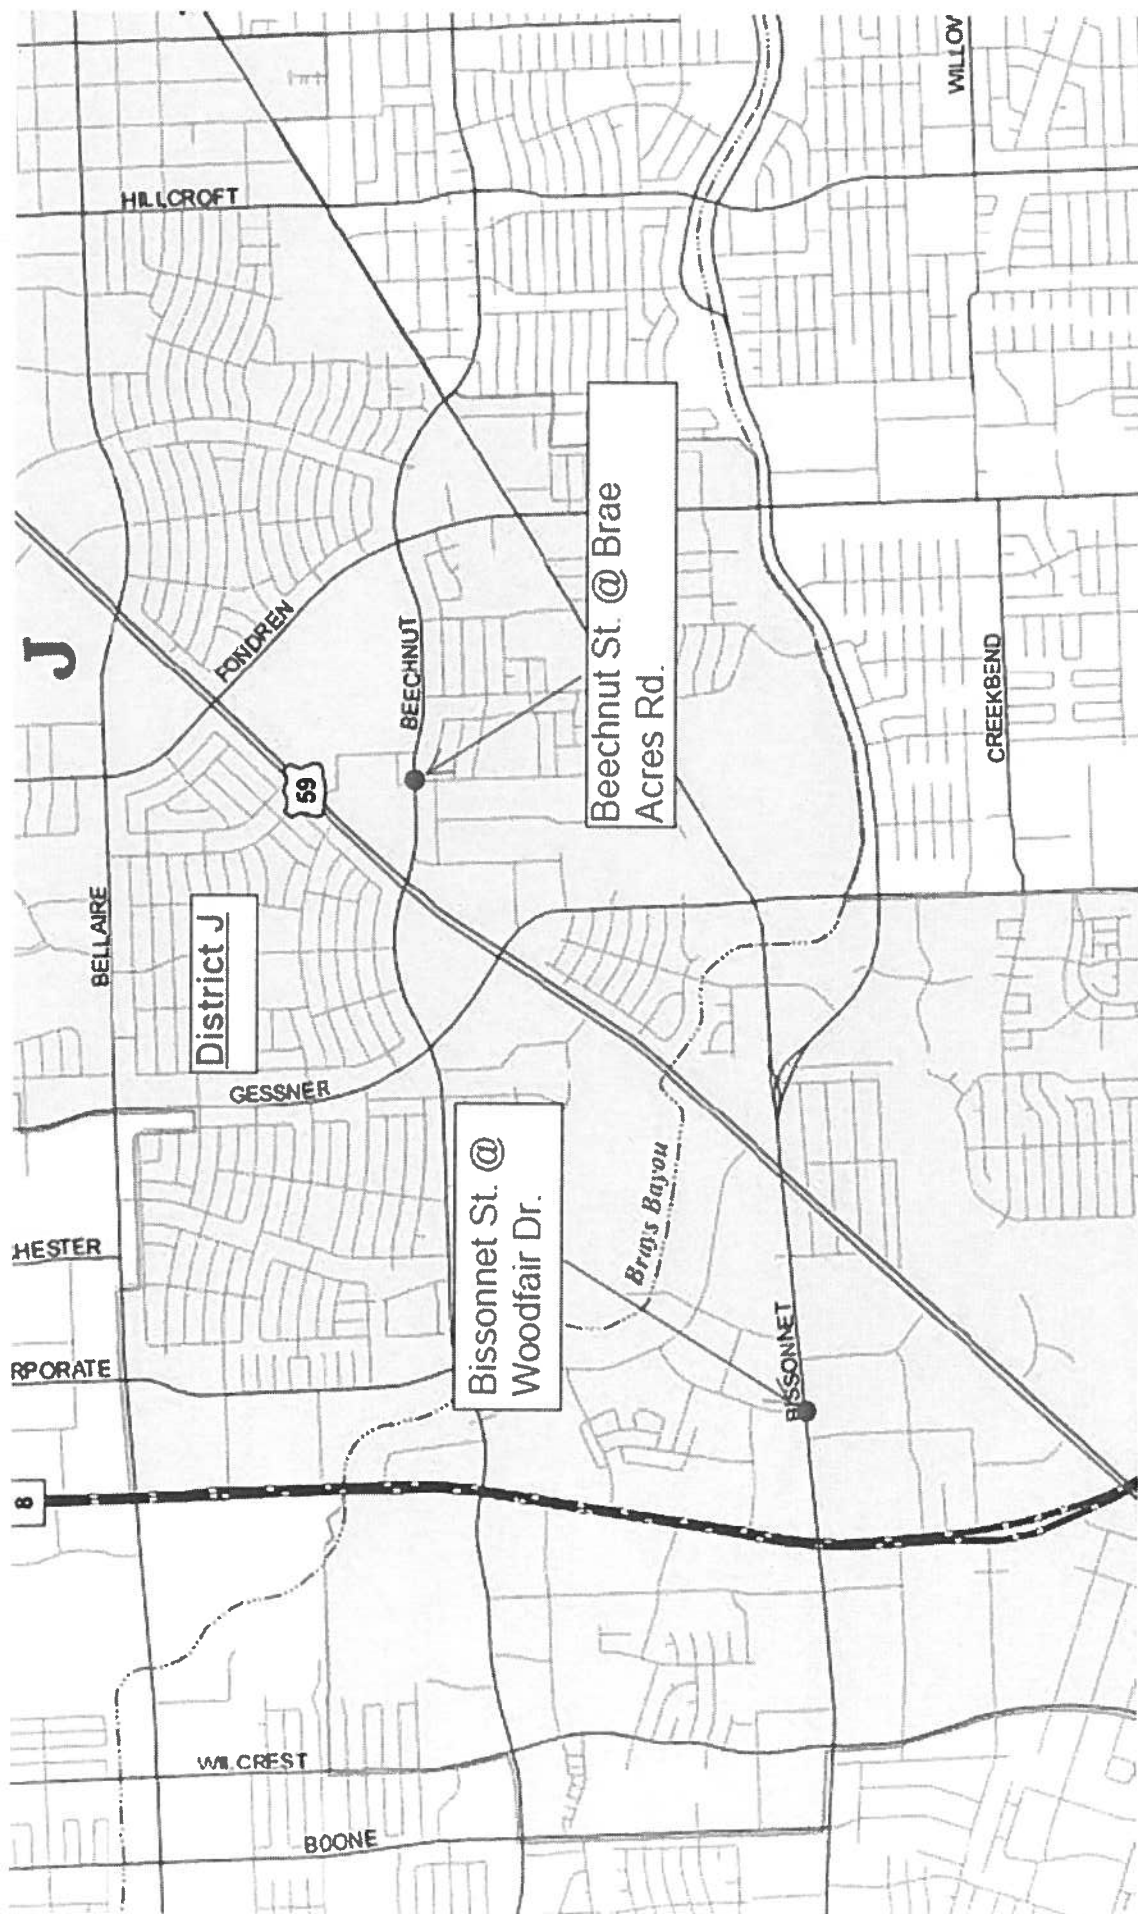 J
HILLCROFT
WILLOW
FONDREN
BEECHNUT
59
BELLAIRE
District J
GESSNER
Beechnut St. @ Brae
Acres Rd.
CREEKBEND
Bissonnet St. @
Woodfair Dr.
Brays Bayou
BISSONNET
HESTER
RPORATE
8
WILCREST
BOONE